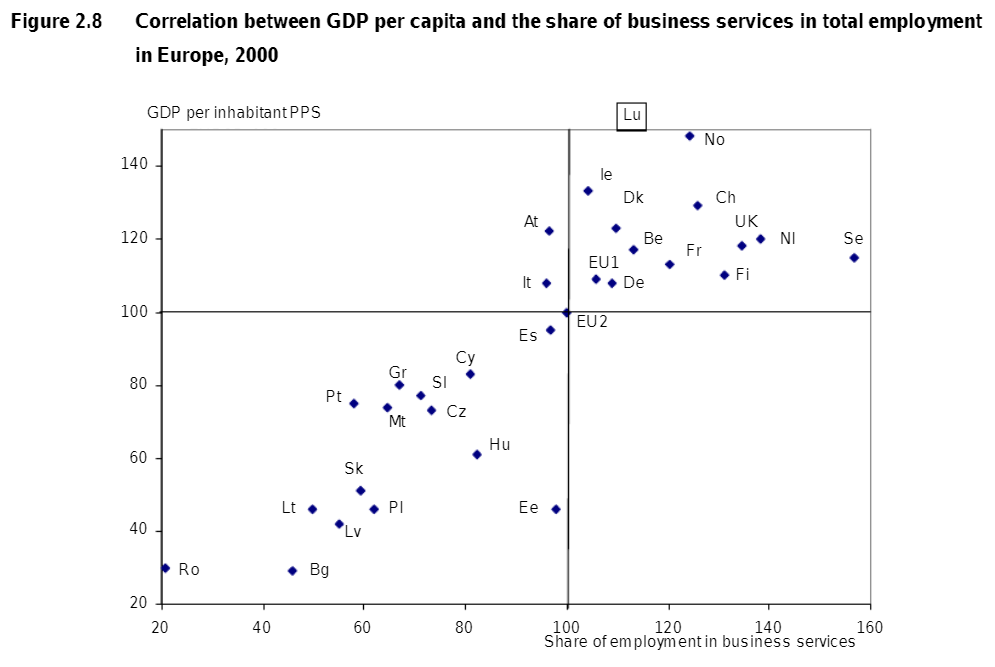 Figure 2.8 Correlation between GDP per capita and the share of business services in total employment
in Europe, 2000
GDP per inhabitant PPS
Lu
No
140
Ie
Dk
Ch
At
UK
120
Be
Nl
Se
Fr
EU1
It
De
Fi
100
EU2
Es
Cy
Gr
Sl
80
Pt
Cz
Mt
Hu
60
Sk
Lt
Pl
Ee
40
Lv
Ro
Bg
20
20 40 60 80 100 120 140 160
Share of employment in business services